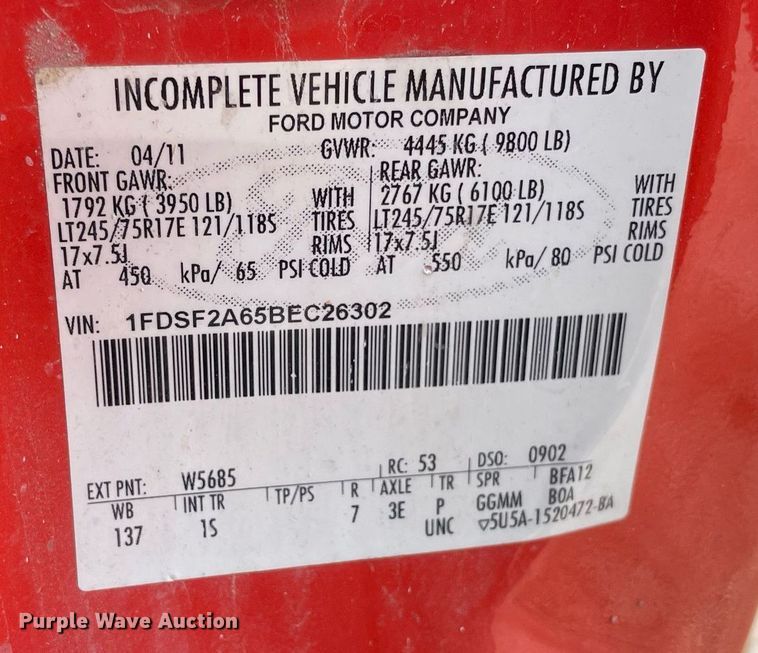 INCOMPLETE VEHICLE MANUFACTURED BY
FORD MOTOR COMPANY
DATE: 04/11 GVWR: 4445 KG ( 9800 LB)
FRONT GAWR: REAR GAWR:
1792 KG ( 3950 LB) WITH 2767 KG ( 6100 LB) WITH
LT245/75R17E 121/118S TIRES LT245/75R17E 121/118S TIRES
17x7.5J RIMS 17x7.5J RIMS
AT 450 kPa/ 65 PSI COLD AT 550 kPa/ 80 PSI COLD
VIN: 1FDSF2A65BEC26302
EXT PNT: W5685 RC: 53 DSO: 0902
WB INT TR TP/PS R AXLE TR SPR BFA12
137 1S 7 3E P GGMM BOA
UNC ▽5U5A-1520472-BA
Purple Wave Auction